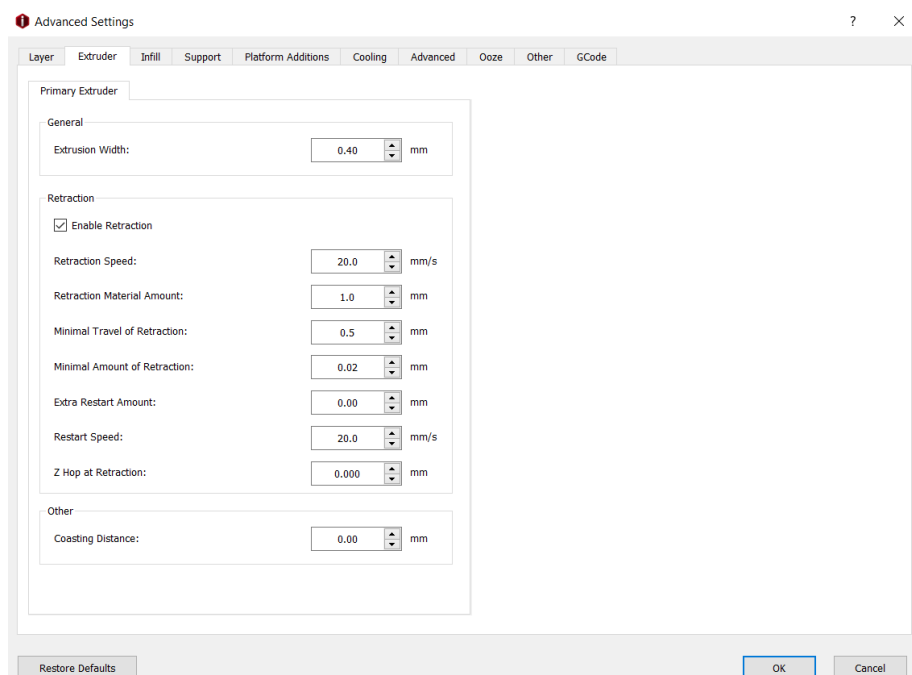 Advanced Settings ?
Layer Extruder Infill Support Platform Additions Cooling Advanced Ooze Other GCode
Primary Extruder
General
Extrusion Width: 0.40 mm
Retraction
Enable Retraction
Retraction Speed: 20.0 mm/s
Retraction Material Amount: 1.0 mm
Minimal Travel of Retraction: 0.5 mm
Minimal Amount of Retraction: 0.02 mm
Extra Restart Amount: 0.00 mm
Restart Speed: 20.0 mm/s
Z Hop at Retraction: 0.000 mm
Other
Coasting Distance: 0.00 mm
Restore Defaults OK Cancel